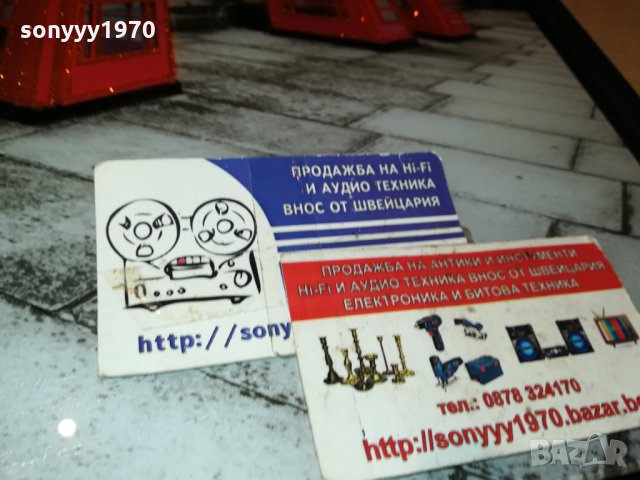 sonyyy1970
ПРОДАЖБА НА Hi-Fi
И АУДИО ТЕХНИКА
ВНОС ОТ ШВЕЙЦАРИЯ
http://sony
ПРОДАЖБА НА АНТИКИ И ИНСТРУМЕНТИ
Hi-Fi И АУДИО ТЕХНИКА ВНОС ОТ ШВЕЙЦАРИЯ
ЕЛЕКТРОНИКА И БИТОВА ТЕХНИКА
тел.: 0878 324170
http://sonyyy1970.bazar.b
BAZAR
sonyyy1970